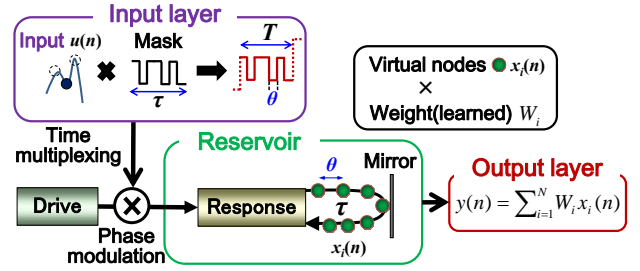 Input layer
Input u(n)
Mask
T
τ
θ
Virtual nodes x_i(n)
×
Weight(learned) W_i
Time
multiplexing
Reservoir
θ
Mirror
Drive
×
Response
τ
Phase
modulation
x_i(n)
Output layer
y(n) = ∑_{i=1}^{N} W_i x_i(n)